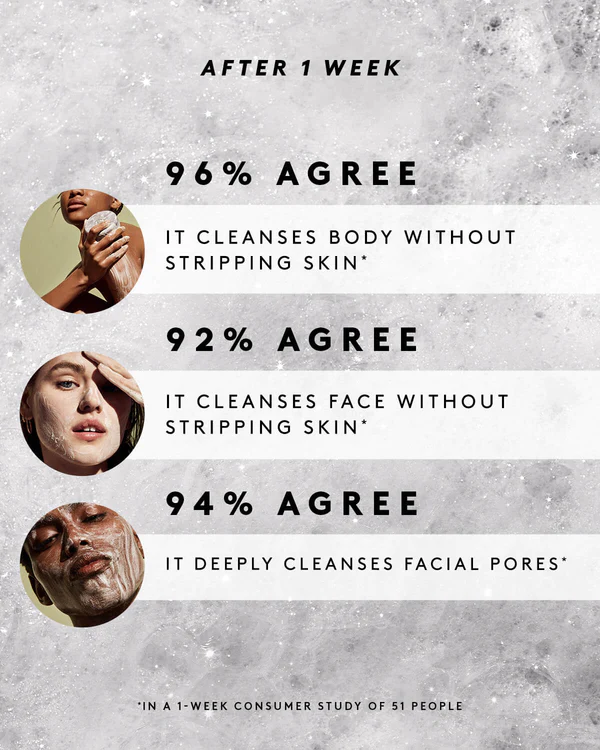 AFTER 1 WEEK
96% AGREE
IT CLEANSES BODY WITHOUT
STRIPPING SKIN*
92% AGREE
IT CLEANSES FACE WITHOUT
STRIPPING SKIN*
94% AGREE
IT DEEPLY CLEANSES FACIAL PORES*
*IN A 1-WEEK CONSUMER STUDY OF 51 PEOPLE